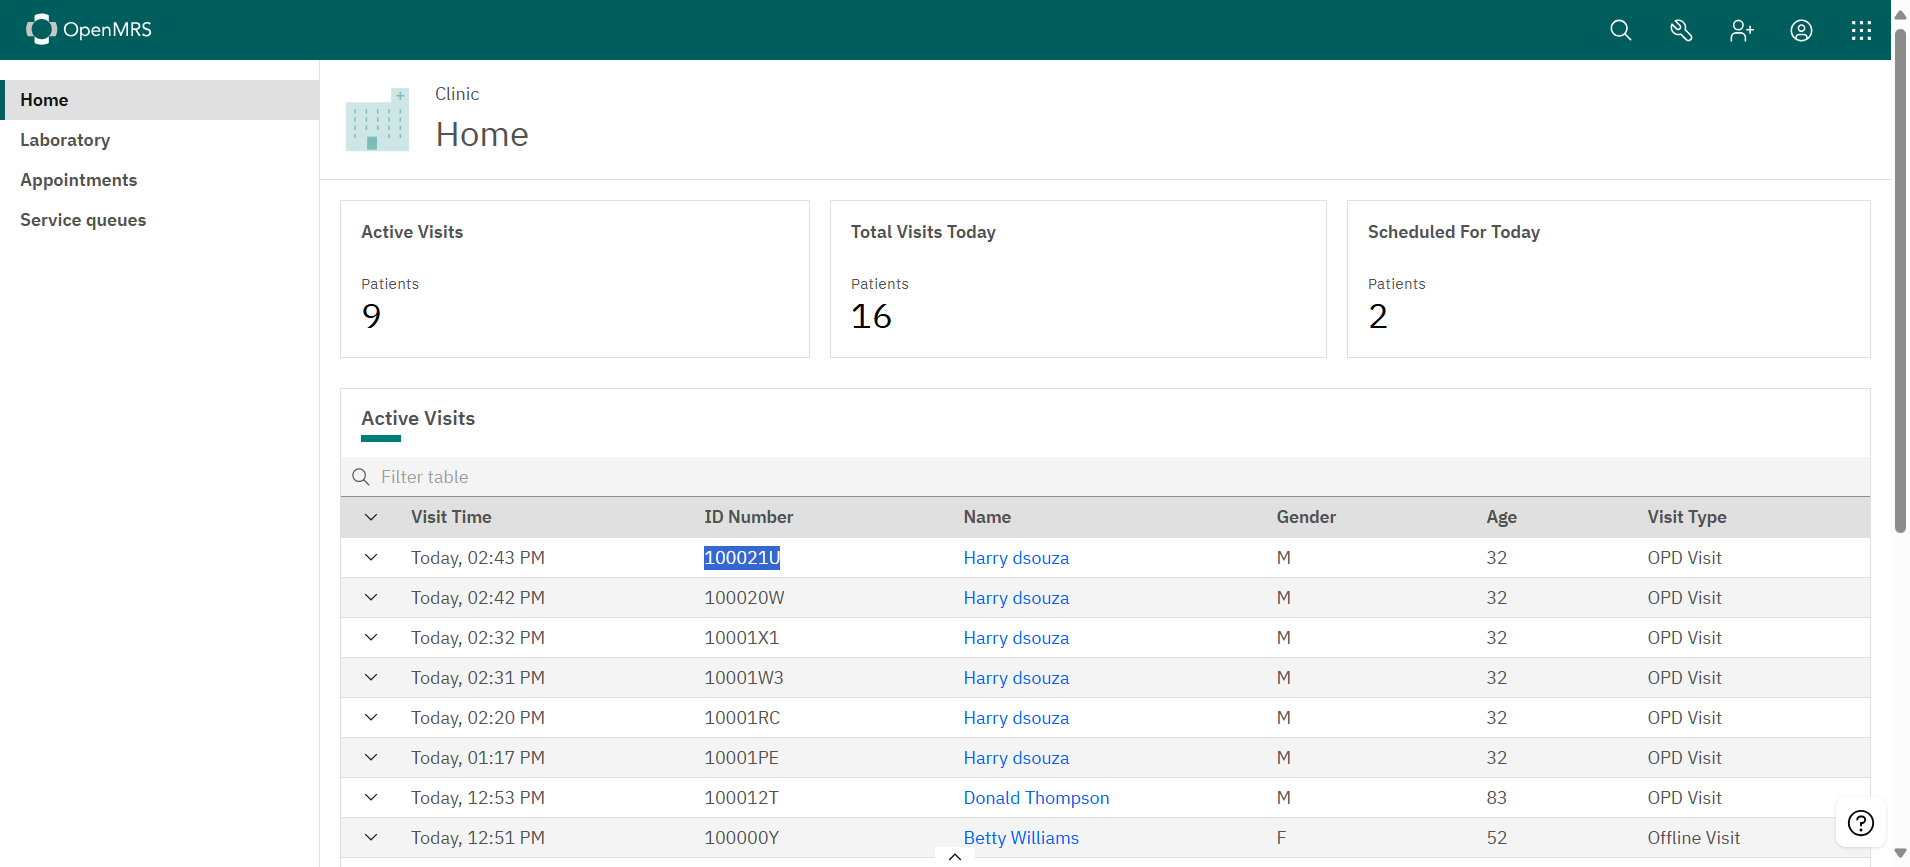 OpenMRS
Home
Laboratory
Appointments
Service queues
Clinic
Home
Active Visits
Patients
9
Total Visits Today
Patients
16
Scheduled For Today
Patients
2
Active Visits
Filter table
Visit Time ID Number Name Gender Age Visit Type
Today, 02:43 PM 100021U Harry dsouza M 32 OPD Visit
Today, 02:42 PM 100020W Harry dsouza M 32 OPD Visit
Today, 02:32 PM 10001X1 Harry dsouza M 32 OPD Visit
Today, 02:31 PM 10001W3 Harry dsouza M 32 OPD Visit
Today, 02:20 PM 10001RC Harry dsouza M 32 OPD Visit
Today, 01:17 PM 10001PE Harry dsouza M 32 OPD Visit
Today, 12:53 PM 100012T Donald Thompson M 83 OPD Visit
Today, 12:51 PM 100000Y Betty Williams F 52 Offline Visit